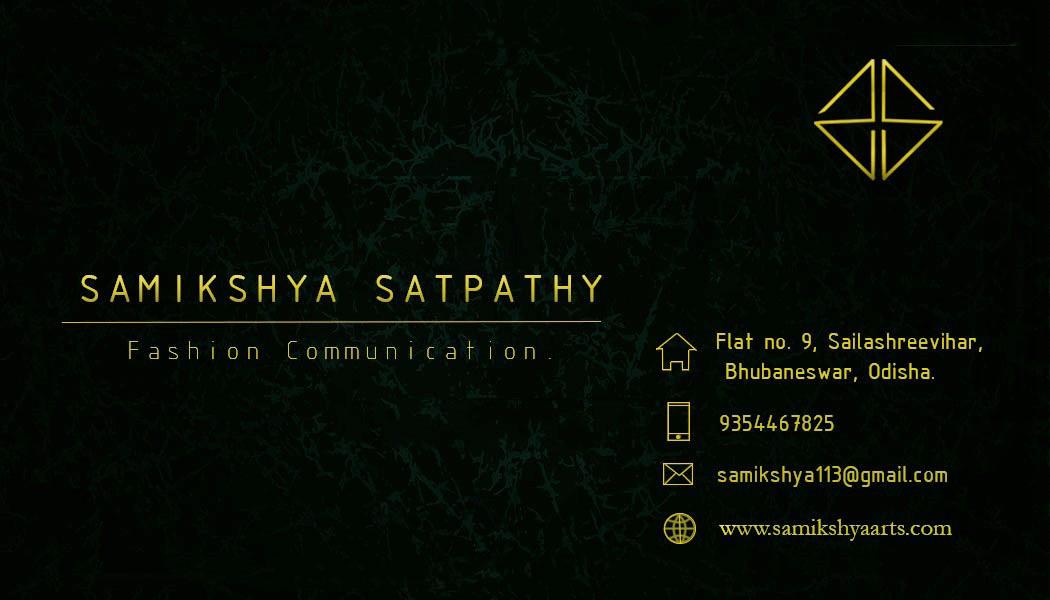 SAMIKSHYA SATPATHY
Fashion Communication.
Flat no. 9, Sailashreevihar,
Bhubaneswar, Odisha.
9354467825
samikshya113@gmail.com
www.samikshyaarts.com